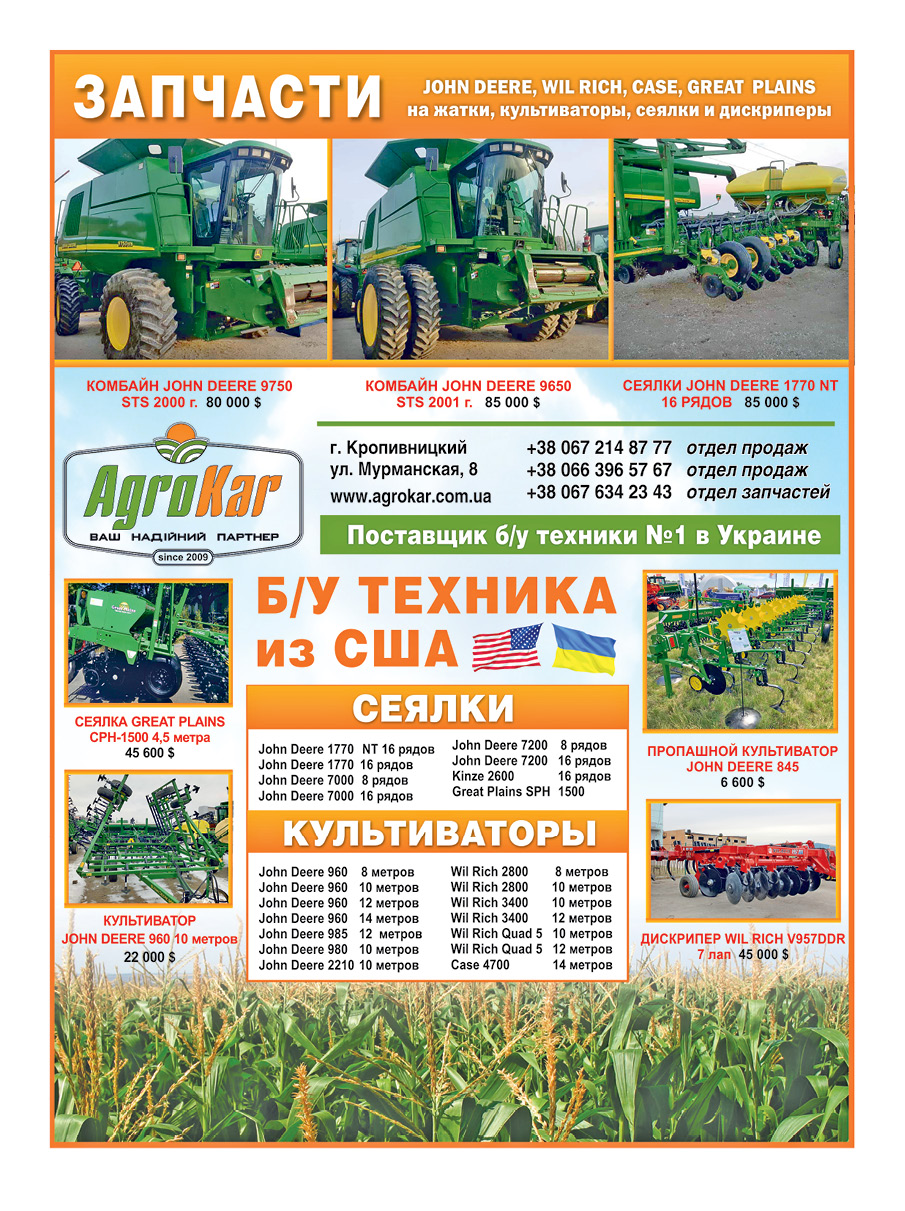 ЗАПЧАСТИ
JOHN DEERE, WIL RICH, CASE, GREAT PLAINS
на жатки, культиваторы, сеялки и дискриперы
КОМБАЙН JOHN DEERE 9750
STS 2000 г. 80 000 $
КОМБАЙН JOHN DEERE 9650
STS 2001 г. 85 000 $
СЕЯЛКИ JOHN DEERE 1770 NT
16 РЯДОВ 85 000 $
AgroKar
ВАШ НАДІЙНИЙ ПАРТНЕР
since 2009
г. Кропивницкий
ул. Мурманская, 8
www.agrokar.com.ua
+38 067 214 87 77 отдел продаж
+38 066 396 57 67 отдел продаж
+38 067 634 23 43 отдел запчастей
Поставщик б/у техники №1 в Украине
Б/У ТЕХНИКА
из США
СЕЯЛКА GREAT PLAINS
CPH-1500 4,5 метра
45 600 $
КУЛЬТИВАТОР
JOHN DEERE 960 10 метров
22 000 $
СЕЯЛКИ
John Deere 1770 NT 16 рядов
John Deere 1770 16 рядов
John Deere 7000 8 рядов
John Deere 7000 16 рядов
John Deere 7200 8 рядов
John Deere 7200 16 рядов
Kinze 2600 16 рядов
Great Plains SPH 1500
КУЛЬТИВАТОРЫ
John Deere 960 8 метров
John Deere 960 10 метров
John Deere 960 12 метров
John Deere 960 14 метров
John Deere 985 12 метров
John Deere 980 10 метров
John Deere 2210 10 метров
Wil Rich 2800 8 метров
Wil Rich 2800 10 метров
Wil Rich 3400 10 метров
Wil Rich 3400 12 метров
Wil Rich Quad 5 10 метров
Wil Rich Quad 5 12 метров
Case 4700 14 метров
ПРОПАШНОЙ КУЛЬТИВАТОР
JOHN DEERE 845
6 600 $
ДИСКРИПЕР WIL RICH V957DDR
7 лап 45 000 $